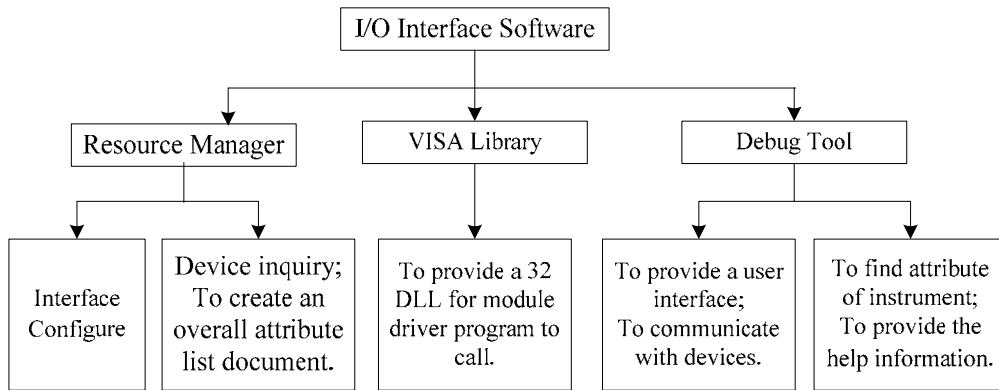 I/O Interface Software
Resource Manager
VISA Library
Debug Tool
Interface
Configure
Device inquiry;
To create an
overall attribute
list document.
To provide a 32
DLL for module
driver program to
call.
To provide a user
interface;
To communicate
with devices.
To find attribute
of instrument;
To provide the
help information.